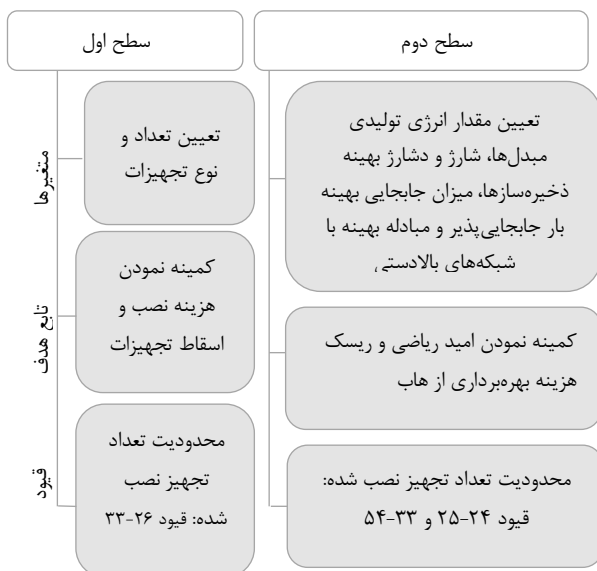 سطح اول
سطح دوم
متغیرها
تعیین تعداد و
نوع تجهیزات
تعیین مقدار انرژی تولیدی
مبدل‌ها، شارژ و دشارژ بهینه
ذخیره‌سازها، میزان جابجایی بهینه
بار جابجایی‌پذیر و مبادله بهینه با
شبکه‌های بالادستی
تابع هدف
کمینه نمودن
هزینه نصب و
اسقاط تجهیزات
کمینه نمودن امید ریاضی و ریسک
هزینه بهره‌برداری از هاب
قیود
محدودیت تعداد
تجهیز نصب
شده: قیود ۲۶-۳۳
محدودیت تعداد تجهیز نصب شده:
قیود ۲۴-۲۵ و ۳۳-۵۴